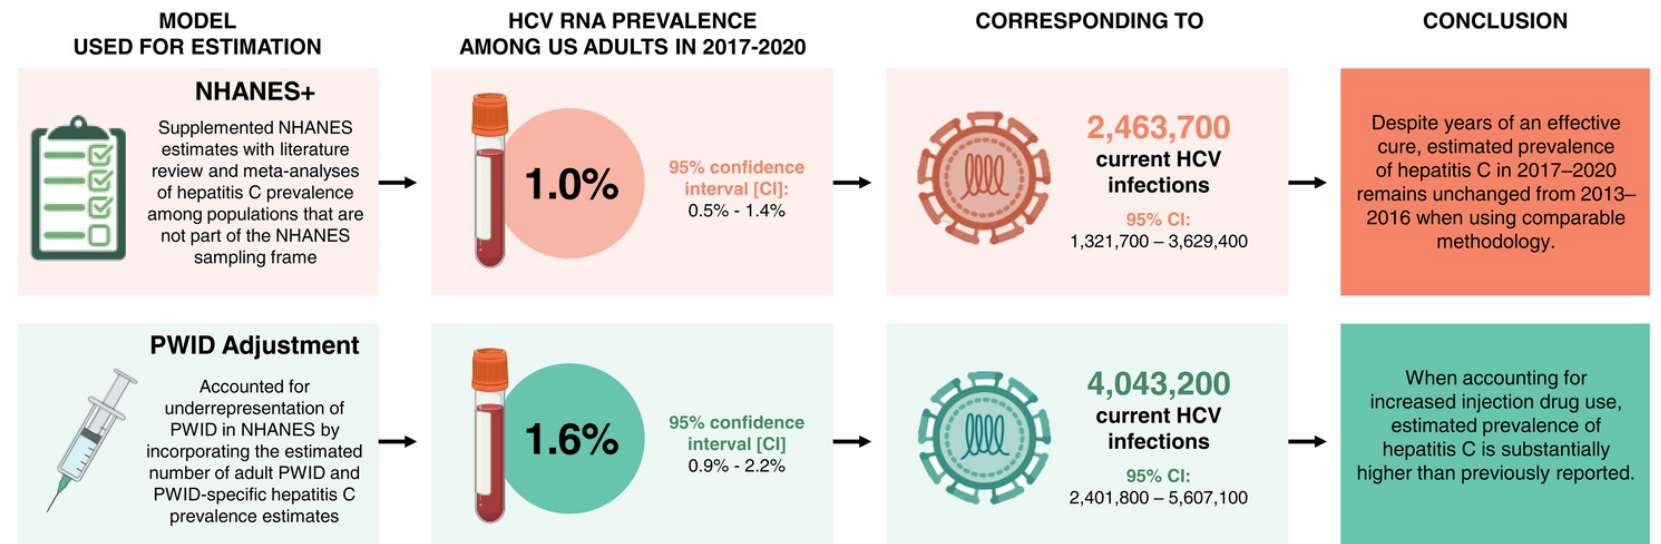 MODEL
USED FOR ESTIMATION
HCV RNA PREVALENCE
AMONG US ADULTS IN 2017-2020
CORRESPONDING TO
CONCLUSION
NHANES+
Supplemented NHANES
estimates with literature
review and meta-analyses
of hepatitis C prevalence
among populations that are
not part of the NHANES
sampling frame
1.0%
95% confidence
interval [CI]:
0.5% - 1.4%
2,463,700
current HCV
infections
95% CI:
1,321,700 – 3,629,400
Despite years of an effective
cure, estimated prevalence
of hepatitis C in 2017–2020
remains unchanged from 2013–
2016 when using comparable
methodology.
PWID Adjustment
Accounted for
underrepresentation of
PWID in NHANES by
incorporating the estimated
number of adult PWID and
PWID-specific hepatitis C
prevalence estimates
1.6%
95% confidence
interval [CI]
0.9% - 2.2%
4,043,200
current HCV
infections
95% CI:
2,401,800 – 5,607,100
When accounting for
increased injection drug use,
estimated prevalence of
hepatitis C is substantially
higher than previously reported.